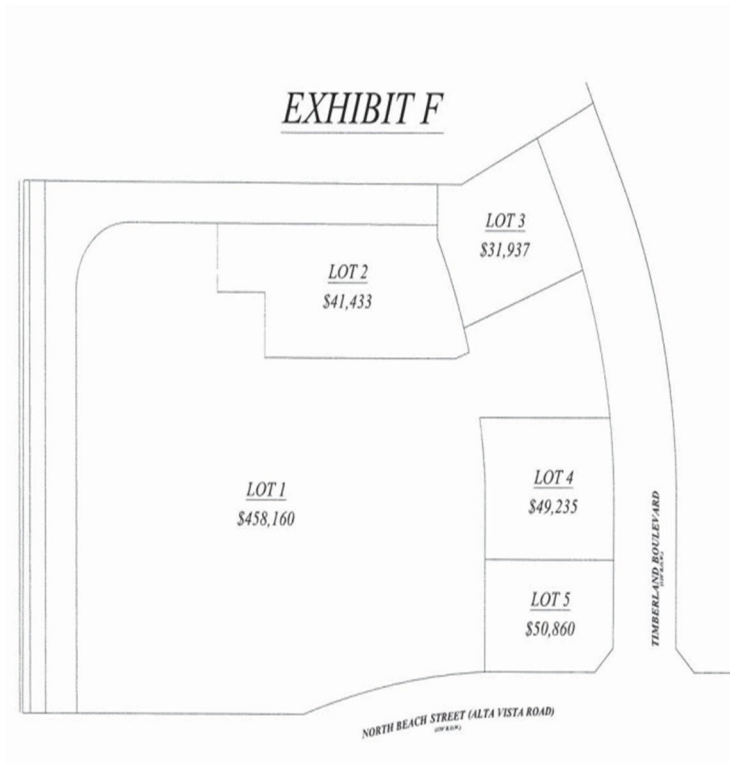 EXHIBIT F
LOT 3
$31,937
LOT 2
$41,433
LOT 1
$458,160
LOT 4
$49,235
LOT 5
$50,860
TIMBERLAND BOULEVARD
NORTH BEACH STREET (ALTA VISTA ROAD)